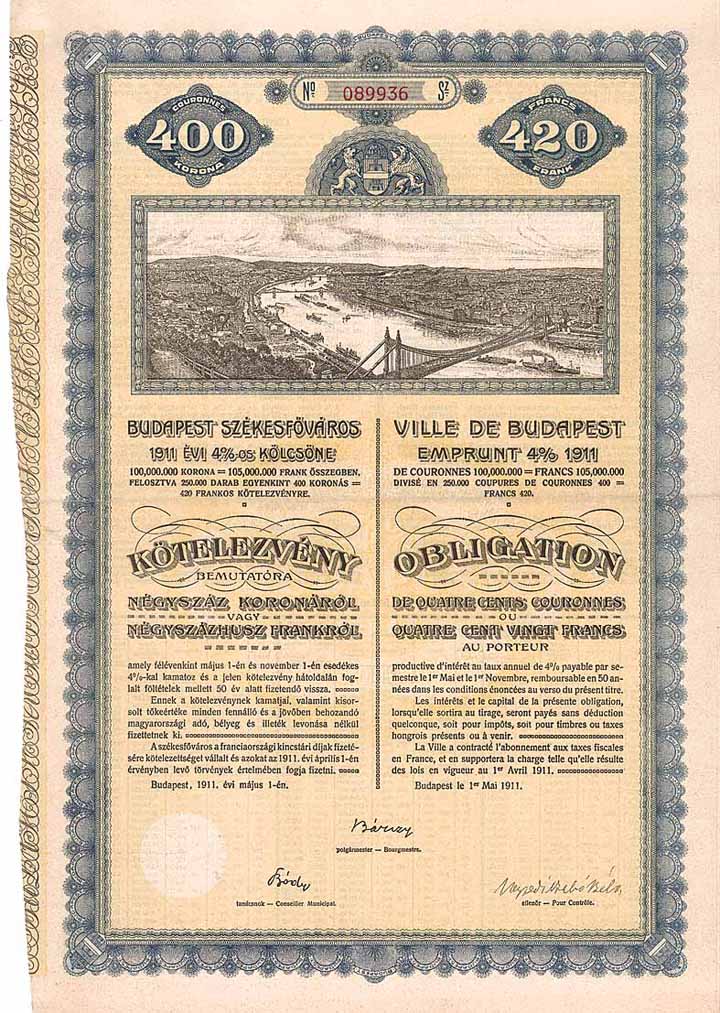 Nº 089936 Sz.
COURONNES
400
KORONA
FRANCS
420
FRANK
BUDAPEST SZÉKESFŐVÁROS
1911 ÉVI 4%-OS KÖLCSÖNE
100,000.000 KORONA = 105,000.000 FRANK ÖSSZEGBEN,
FELOSZTVA 250.000 DARAB EGYENKINT 400 KORONÁS =
420 FRANKOS KÖTELEZVÉNYRE.
KÖTELEZVÉNY
BEMUTATÓRA
NÉGYSZÁZ KORONÁRÓL
VAGY
NÉGYSZÁZHUSZ FRANKRÓL
amely félévenkint május 1-én és november 1-én esedékes
4%-kal kamatoz és a jelen kötelezvény hátoldalán fog-
lalt föltételek mellett 50 év alatt fizetendő vissza.
Ennek a kötelezvénynek kamatjai, valamint kisor-
solt tőkeértéke minden fennálló és a jövőben behozandó
magyarországi adó, bélyeg és illeték levonása nélkül
fizettetnek ki.
A székesfőváros a franciaországi kincstári díjak fizeté-
sére kötelezettséget vállalt és azokat az 1911. évi április 1-én
érvényben levő törvények értelmében fogja fizetni.
Budapest, 1911. évi május 1-én.
VILLE DE BUDAPEST
EMPRUNT 4% 1911
DE COURONNES 100,000.000 = FRANCS 105,000.000
DIVISÉ EN 250.000 COUPURES DE COURONNES 400 =
FRANCS 420.
OBLIGATION
DE QUATRE CENTS COURONNES
OU
QUATRE CENT VINGT FRANCS
AU PORTEUR
productive d'intérêt au taux annuel de 4% payable par se-
mestre le 1er Mai et le 1er Novembre, remboursable en 50 an-
nées dans les conditions énoncées au verso du présent titre.
Les intérêts et le capital de la présente obligation,
lorsqu'elle sortira au tirage, seront payés sans déduction
quelconque, soit pour impôts, soit pour timbres ou taxes
hongrois présents ou à venir.
La Ville a contracté l'abonnement aux taxes fiscales
en France, et en supportera la charge telle qu'elle résulte
des lois en vigueur au 1er Avril 1911.
Budapest le 1er Mai 1911.
Bárczy
polgármester — Bourgmestre.
Bódy
tanácsnok — Conseiller Municipal.
ellenőr — Pour Contrôle.